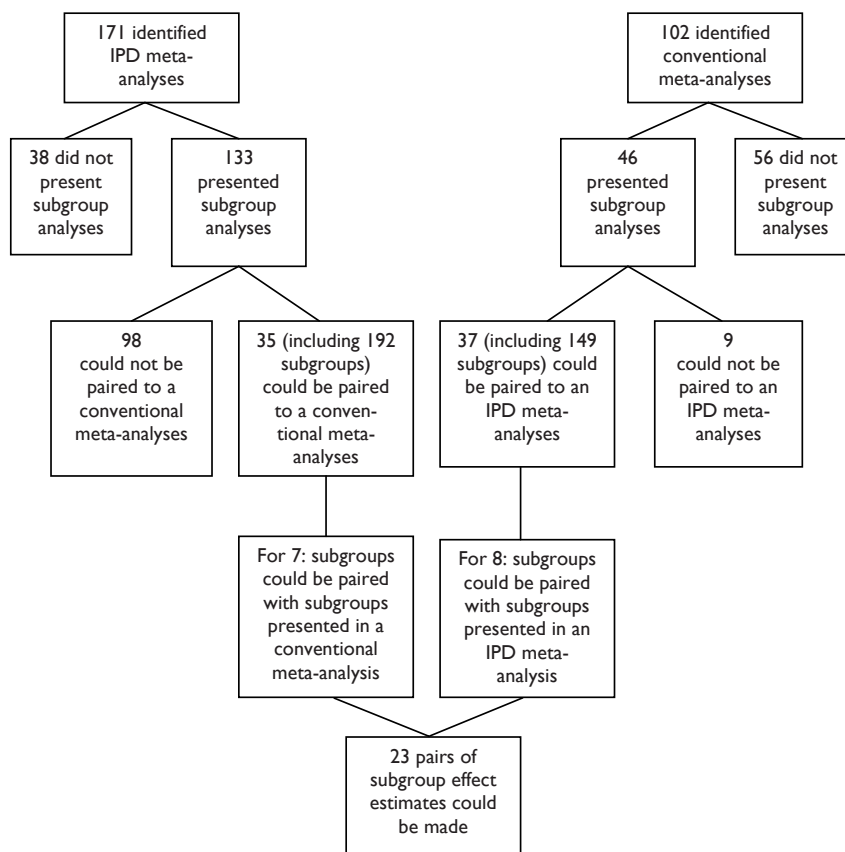 171 identified
IPD meta-
analyses
102 identified
conventional
meta-analyses
38 did not
present
subgroup
analyses
133
presented
subgroup
analyses
46
presented
subgroup
analyses
56 did not
present
subgroup
analyses
98
could not be
paired to a
conventional
meta-analyses
35 (including 192
subgroups)
could be paired
to a conven-
tional meta-
analyses
37 (including 149
subgroups) could
be paired to an
IPD meta-
analyses
9
could not be
paired to an
IPD meta-
analyses
For 7: subgroups
could be paired
with subgroups
presented in a
conventional
meta-analysis
For 8: subgroups
could be paired
with subgroups
presented in an
IPD meta-
analysis
23 pairs of
subgroup effect
estimates could
be made